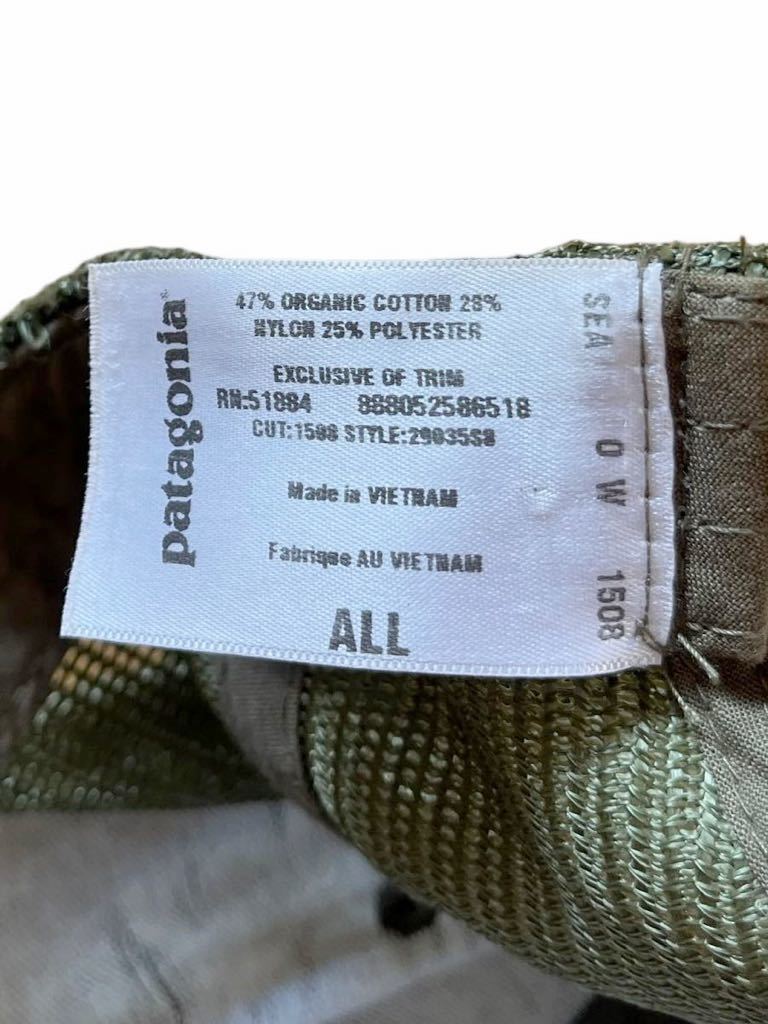 patagonia®
47% ORGANIC COTTON 28%
NYLON 25% POLYESTER
EXCLUSIVE OF TRIM
RN:51884 888052586518
CUT:1508 STYLE:29035S8
Made in VIETNAM
Fabrique AU VIETNAM
ALL
SEA O W 1508